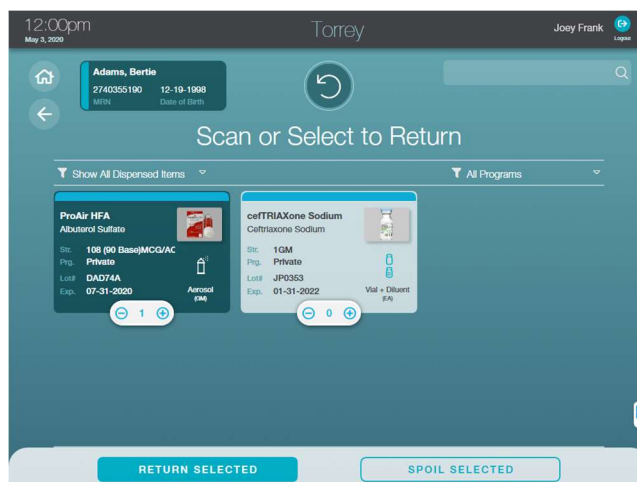 12:00pm
May 3, 2020
Torrey
Joey Frank
Logout
Adams, Bertie
2740355190 12-19-1998
MRN Date of Birth
Scan or Select to Return
Show All Dispensed Items
All Programs
ProAir HFA
Albuterol Sulfate
Str. 108 (90 Base)MCG/AC
Prg. Private
Lot# DAD74A
Exp. 07-31-2020
Aerosol
(GM)
1
cefTRIAXone Sodium
Ceftriaxone Sodium
Str. 1GM
Prg. Private
Lot# JP0353
Exp. 01-31-2022
Vial + Diluent
(EA)
0
RETURN SELECTED
SPOIL SELECTED